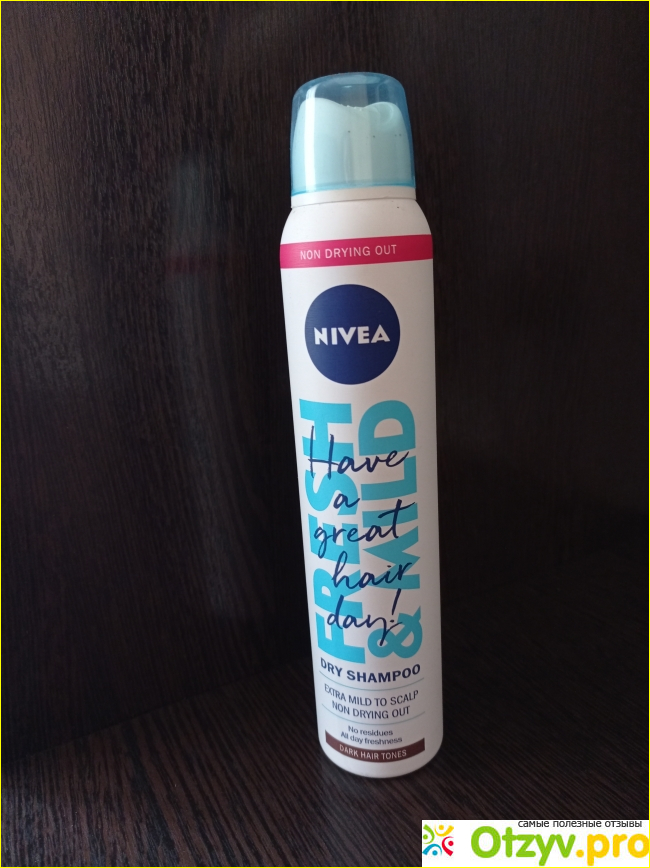 NON DRYING OUT
NIVEA
FRESH
& MILD
Have
a
great
hair
day!
DRY SHAMPOO
EXTRA MILD TO SCALP
NON DRYING OUT
No residues
All day freshness
DARK HAIR TONES
самые полезные отзывы
Otzyv.pro